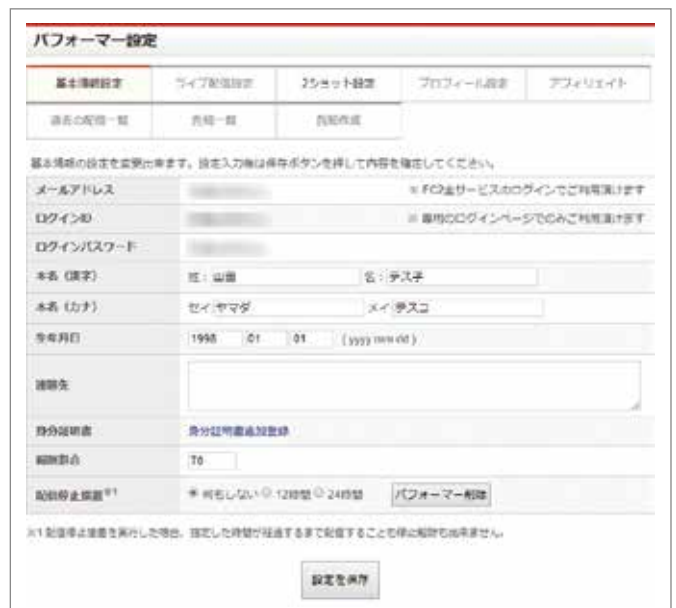 パフォーマー設定
基本情報設定 ライブ配信設定 2ショット設定 プロフィール設定 アフィリエイト
過去の配信一覧 告知一覧 告知作成
基本情報の設定を変更出来ます。設定入力後は保存ボタンを押して内容を確定してください。
メールアドレス ※ FC2全サービスのログインでご利用頂けます
ログインID ※ 専用のログインページでのみご利用頂けます
ログインパスワード
本名 (漢字) 姓: 山田 名: テス子
本名 (カナ) セイ ヤマダ メイ テスコ
生年月日 1998 01 01 (yyyy mm dd)
連絡先
身分証明書 身分証明書追加登録
報酬割合 70
配信停止措置※1 何もしない 12時間 24時間 パフォーマー削除
※1 配信停止措置を実行した場合、指定した時間が経過するまで配信することも停止解除も出来ません。
設定を保存